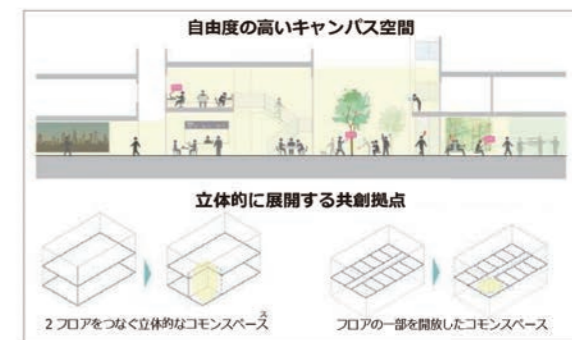 自由度の高いキャンパス空間
立体的に展開する共創拠点
2フロアをつなぐ立体的なコモンスペース
ス
フロアの一部を開放したコモンスペース